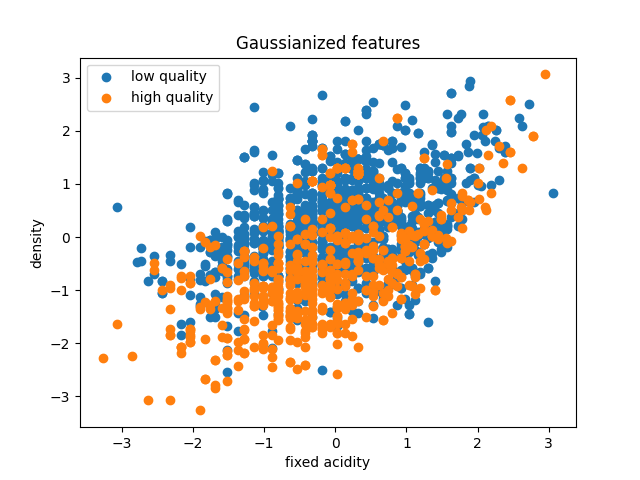 Gaussianized features
low quality
high quality
3
2
1
0
−1
−2
−3
density
−3 −2 −1 0 1 2 3
fixed acidity